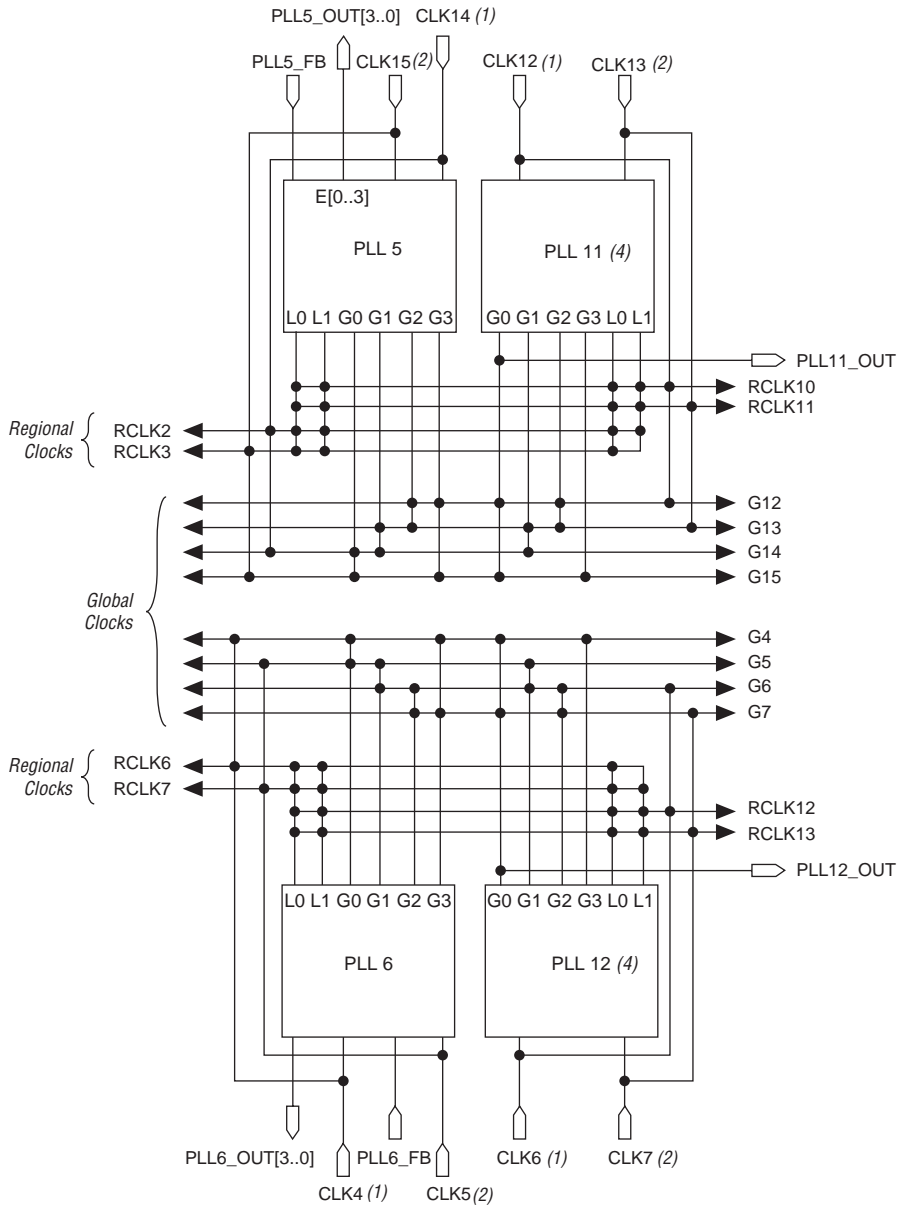 PLL5_OUT[3..0] CLK14 (1)
PLL5_FB CLK15 (2) CLK12 (1) CLK13 (2)
E[0..3]
PLL 5 PLL 11 (4)
L0 L1 G0 G1 G2 G3 G0 G1 G2 G3 L0 L1
PLL11_OUT
RCLK10
RCLK11
Regional Clocks
RCLK2
RCLK3
G12
G13
G14
G15
Global Clocks
G4
G5
G6
G7
Regional Clocks
RCLK6
RCLK7
RCLK12
RCLK13
PLL12_OUT
L0 L1 G0 G1 G2 G3 G0 G1 G2 G3 L0 L1
PLL 6 PLL 12 (4)
PLL6_OUT[3..0] PLL6_FB CLK6 (1) CLK7 (2)
CLK4 (1) CLK5 (2)